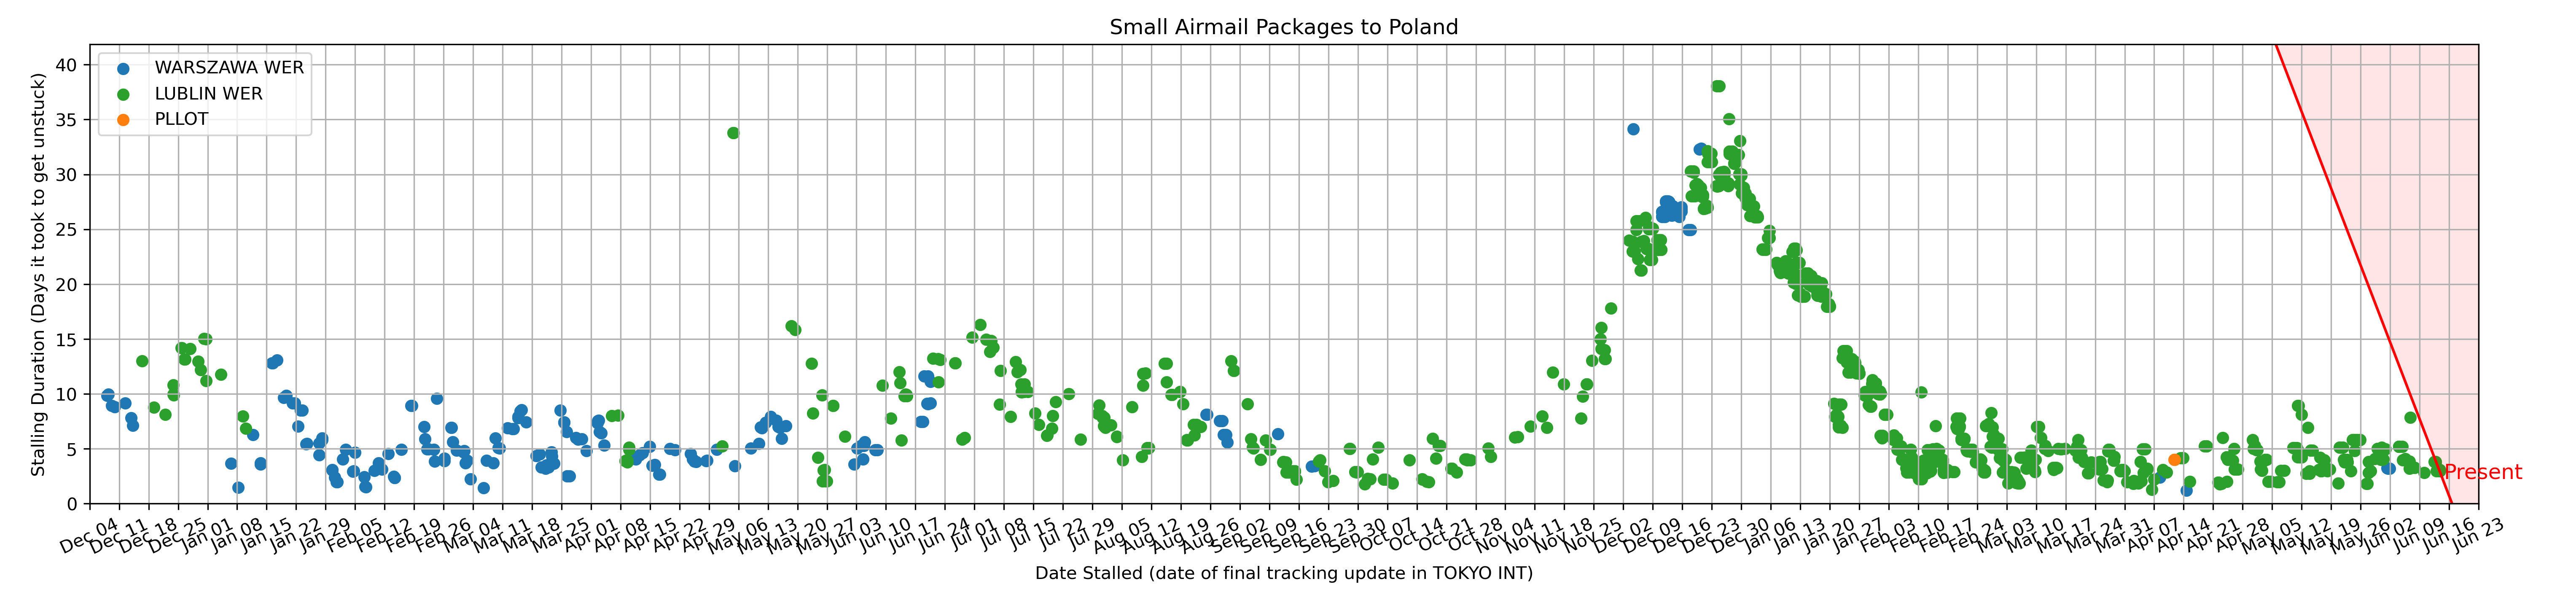 Small Airmail Packages to Poland
Stalling Duration (Days it took to get unstuck)
40
35
30
25
20
15
10
5
0
WARSZAWA WER
LUBLIN WER
PLLOT
Present
Dec 04
Dec 11
Dec 18
Dec 25
Jan 01
Jan 08
Jan 15
Jan 22
Jan 29
Feb 05
Feb 12
Feb 19
Feb 26
Mar 04
Mar 11
Mar 18
Mar 25
Apr 01
Apr 08
Apr 15
Apr 22
Apr 29
May 06
May 13
May 20
May 27
Jun 03
Jun 10
Jun 17
Jun 24
Jul 01
Jul 08
Jul 15
Jul 22
Jul 29
Aug 05
Aug 12
Aug 19
Aug 26
Sep 02
Sep 09
Sep 16
Sep 23
Sep 30
Oct 07
Oct 14
Oct 21
Oct 28
Nov 04
Nov 11
Nov 18
Nov 25
Dec 02
Dec 09
Dec 16
Dec 23
Dec 30
Jan 06
Jan 13
Jan 20
Jan 27
Feb 03
Feb 10
Feb 17
Feb 24
Mar 03
Mar 10
Mar 17
Mar 24
Mar 31
Apr 07
Apr 14
Apr 21
Apr 28
May 05
May 12
May 19
May 26
Jun 02
Jun 09
Jun 16
Jun 23
Date Stalled (date of final tracking update in TOKYO INT)